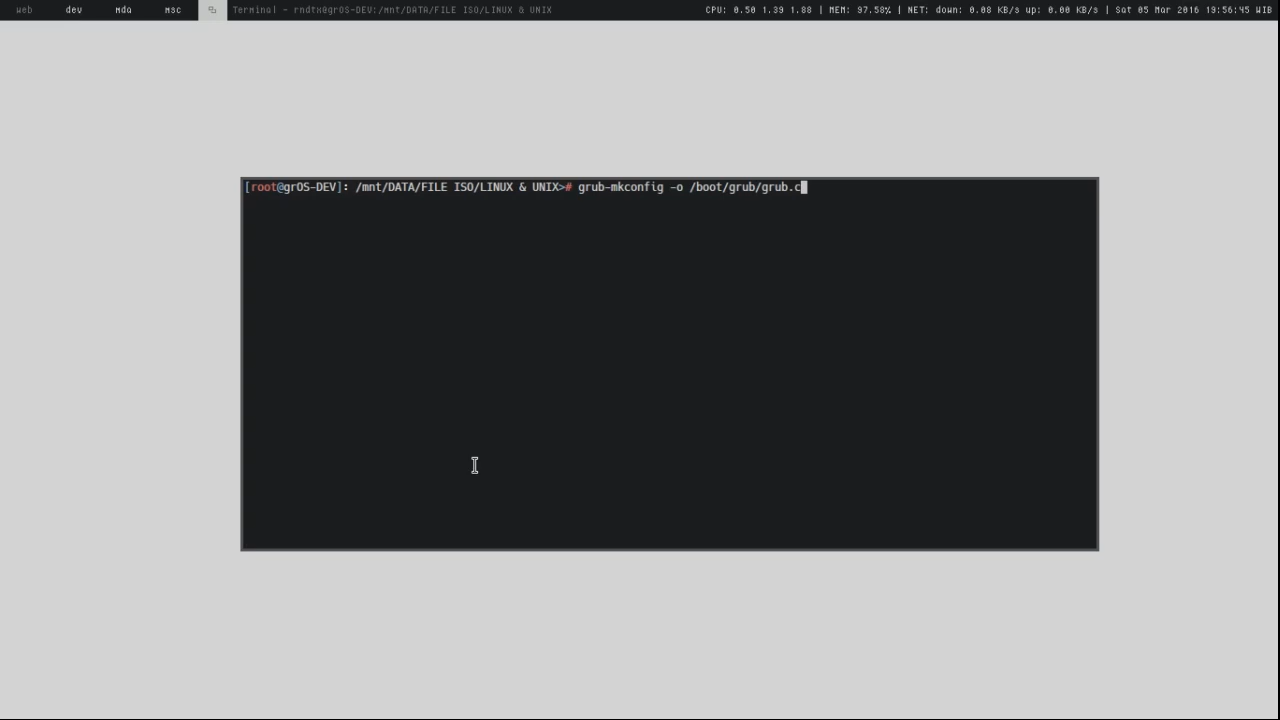 web dev mda msc Terminal - rndtx@grOS-DEV:/mnt/DATA/FILE ISO/LINUX & UNIX CPU: 0.50 1.39 1.88 | MEM: 97.58% | NET: down: 0.08 KB/s up: 0.00 KB/s | Sat 05 Mar 2016 19:56:45 WIB
[root@grOS-DEV]: /mnt/DATA/FILE ISO/LINUX & UNIX># grub-mkconfig -o /boot/grub/grub.c